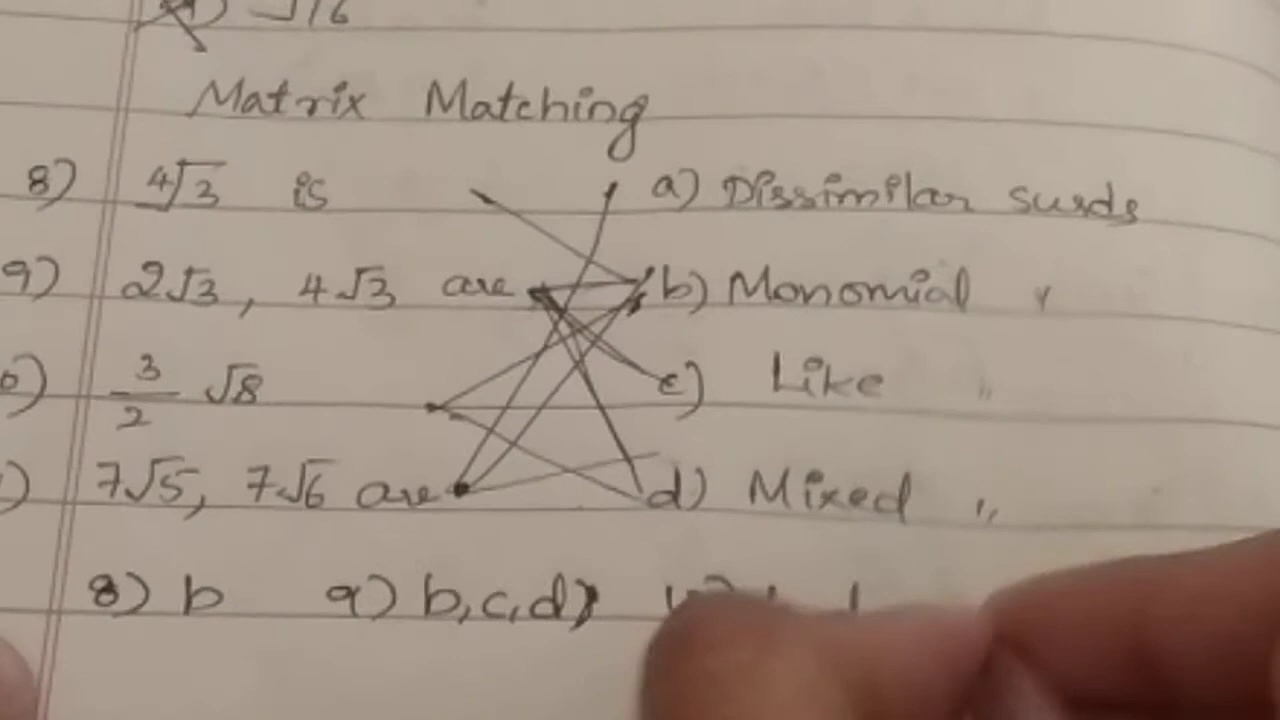 √16
Matrix Matching
8) ∜3 is a) Dissimilar surds
9) 2√3, 4√3 are b) Monomial "
) 3/2 √8 c) Like "
) 7√5, 7√6 are d) Mixed "
8) b 9) b,c,d